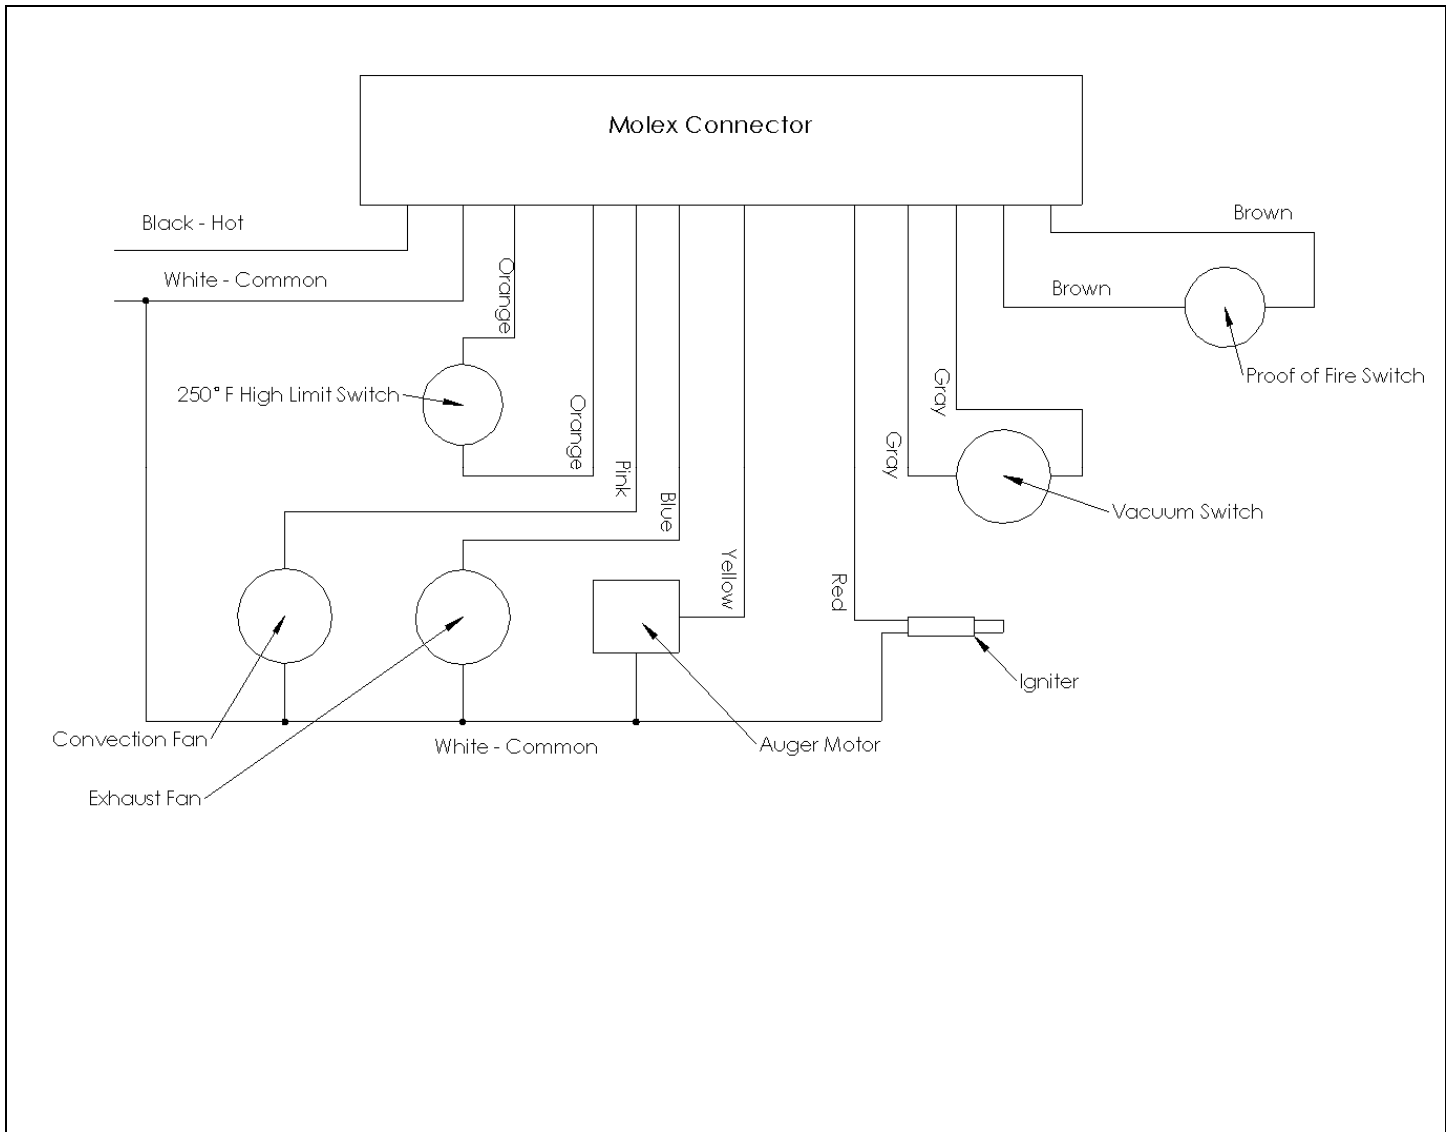 Molex Connector
Black - Hot
Brown
White - Common
Orange
Brown
Proof of Fire Switch
250° F High Limit Switch
Orange
Gray
Gray
Pink
Blue
Vacuum Switch
Yellow
Red
Igniter
Convection Fan
White - Common
Auger Motor
Exhaust Fan